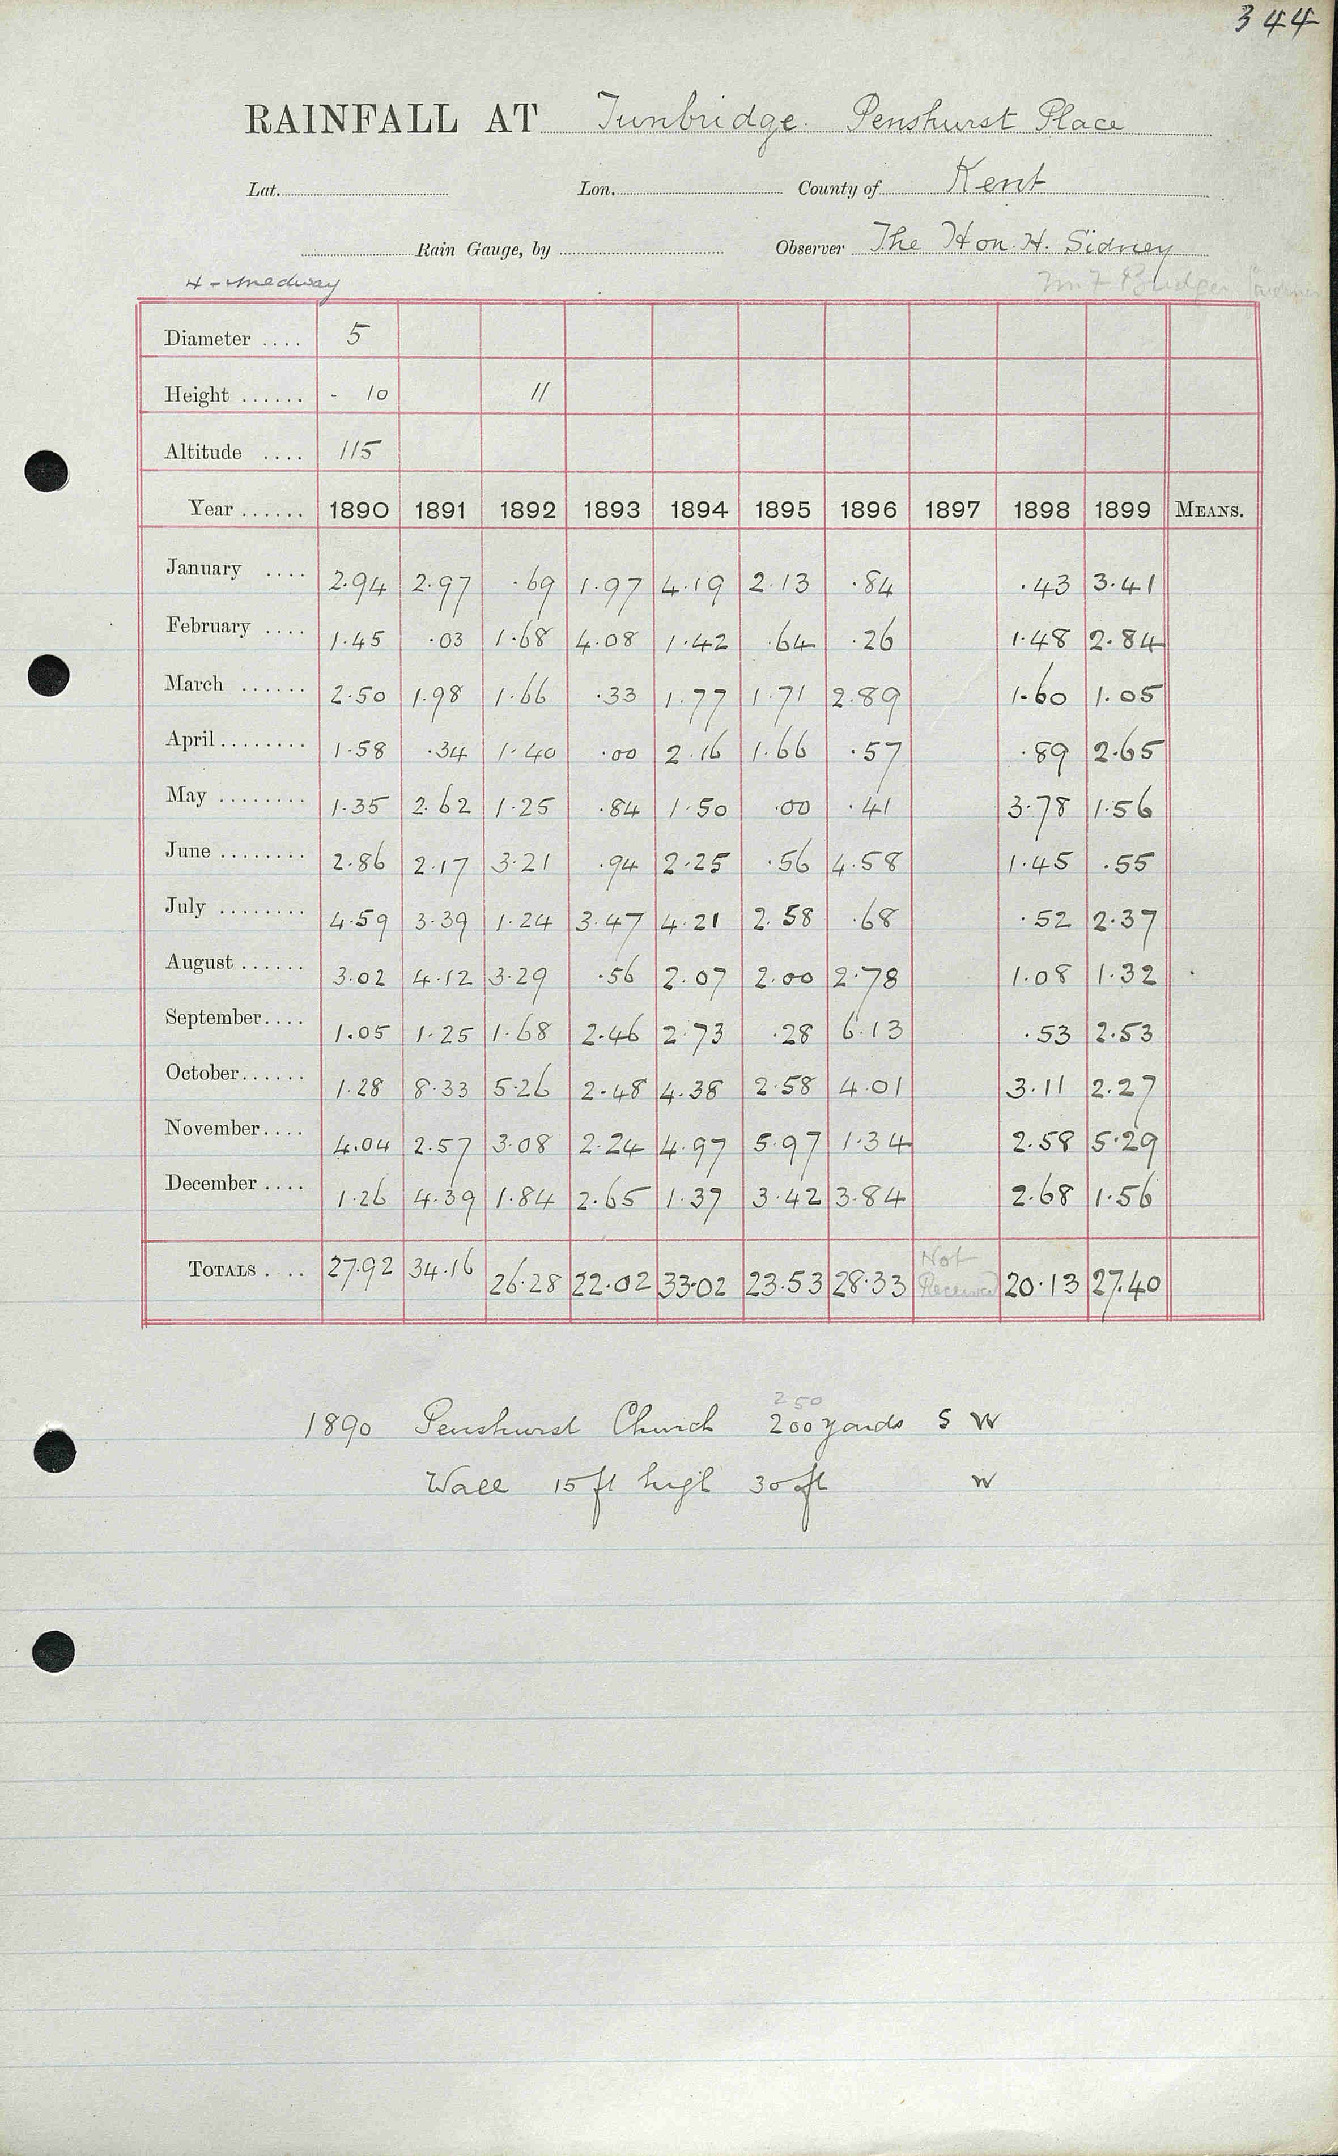 344
RAINFALL AT Tunbridge. Penshurst Place
Lat. Lon. County of Kent
Rain Gauge, by Observer The Hon. H. Sidney
4 - Medway
Diameter .... 5
Height ...... - 10 11
Altitude .... 115
Year ...... 1890 1891 1892 1893 1894 1895 1896 1897 1898 1899 MEANS.
January .... 2.94 2.97 .69 1.97 4.19 2.13 .84 .43 3.41
February .... 1.45 .03 1.68 4.08 1.42 .64 .26 1.48 2.84
March ...... 2.50 1.98 1.66 .33 1.77 1.71 2.89 1.60 1.05
April ........ 1.58 .34 1.40 .00 2.16 1.66 .57 .89 2.65
May ........ 1.35 2.62 1.25 .84 1.50 .00 .41 3.78 1.56
June ........ 2.86 2.17 3.21 .94 2.25 .56 4.58 1.45 .55
July ........ 4.59 3.39 1.24 3.47 4.21 2.58 .68 .52 2.37
August ...... 3.02 4.12 3.29 .56 2.07 2.00 2.78 1.08 1.32
September.... 1.05 1.25 1.68 2.46 2.73 .28 6.13 .53 2.53
October...... 1.28 8.33 5.26 2.48 4.38 2.58 4.01 3.11 2.27
November.... 4.04 2.57 3.08 2.24 4.97 5.97 1.34 2.58 5.29
December .... 1.26 4.39 1.84 2.65 1.37 3.42 3.84 2.68 1.56
TOTALS .... 27.92 34.16 26.28 22.02 33.02 23.53 28.33 Not Received 20.13 27.40
250
1890 Penshurst Church 200 yards S W
Wall 15 ft high 30 ft W